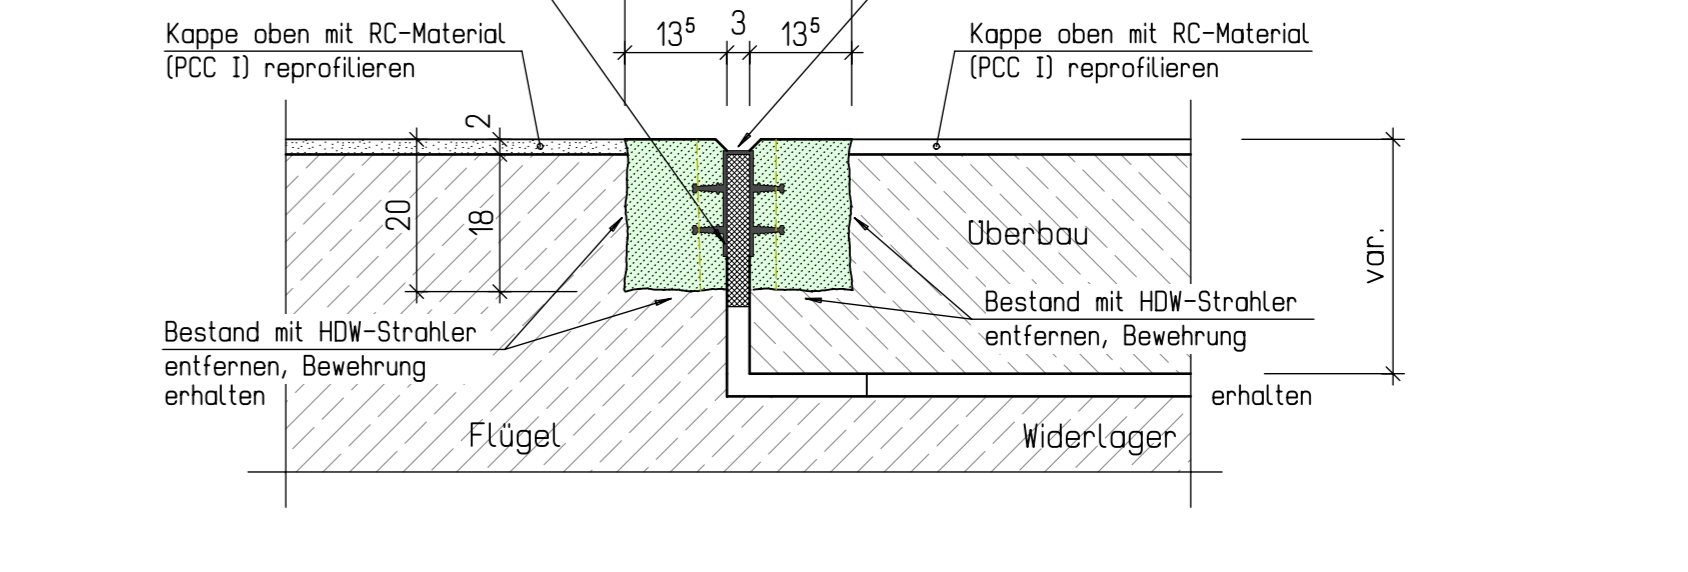 Kappe oben mit RC-Material
(PCC I) reprofilieren
13⁵
3
13⁵
Kappe oben mit RC-Material
(PCC I) reprofilieren
2
20
18
Überbau
var.
Bestand mit HDW-Strahler
entfernen, Bewehrung
erhalten
Bestand mit HDW-Strahler
entfernen, Bewehrung
erhalten
Flügel
Widerlager